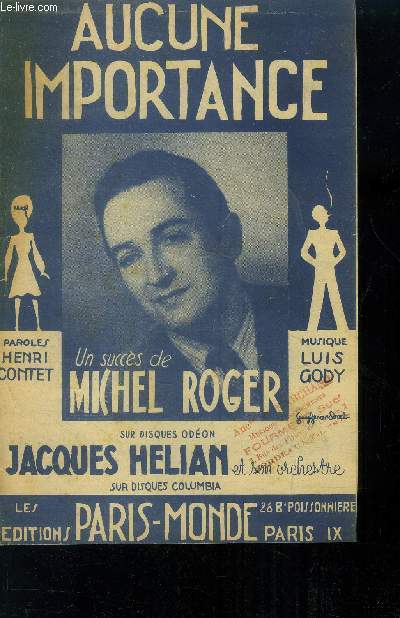 Le-livre.com
AUCUNE
IMPORTANCE
PAROLES
HENRI
CONTET
MUSIQUE
LUIS
GODY
Un succès de
MICHEL ROGER
SUR DISQUES ODÉON
JACQUES HELIAN et son orchestre
SUR DISQUES COLUMBIA
LES
EDITIONS
PARIS-MONDE
28 Bd POISSONNIERE
PARIS IX